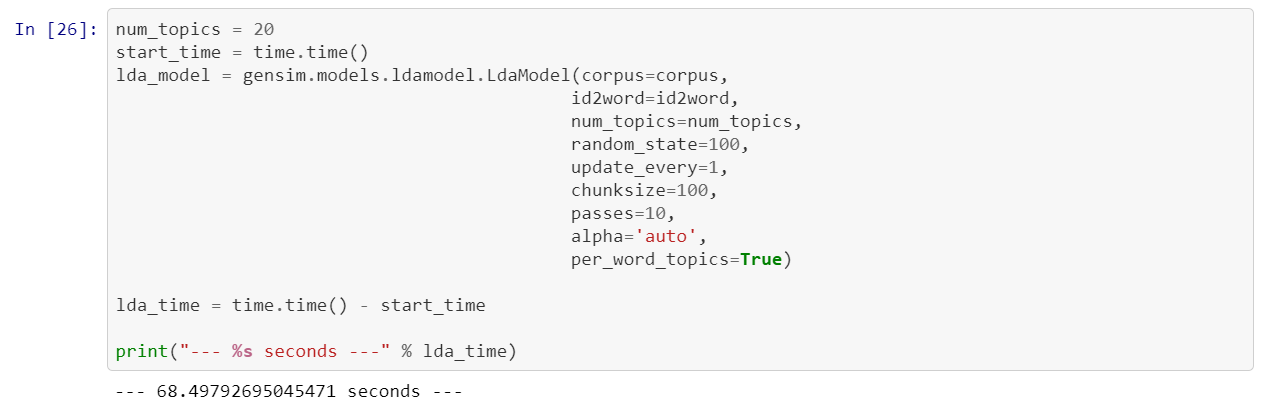 In [26]: num_topics = 20
start_time = time.time()
lda_model = gensim.models.ldamodel.LdaModel(corpus=corpus,
id2word=id2word,
num_topics=num_topics,
random_state=100,
update_every=1,
chunksize=100,
passes=10,
alpha='auto',
per_word_topics=True)
lda_time = time.time() - start_time
print("--- %s seconds ---" % lda_time)
--- 68.49792695045471 seconds ---